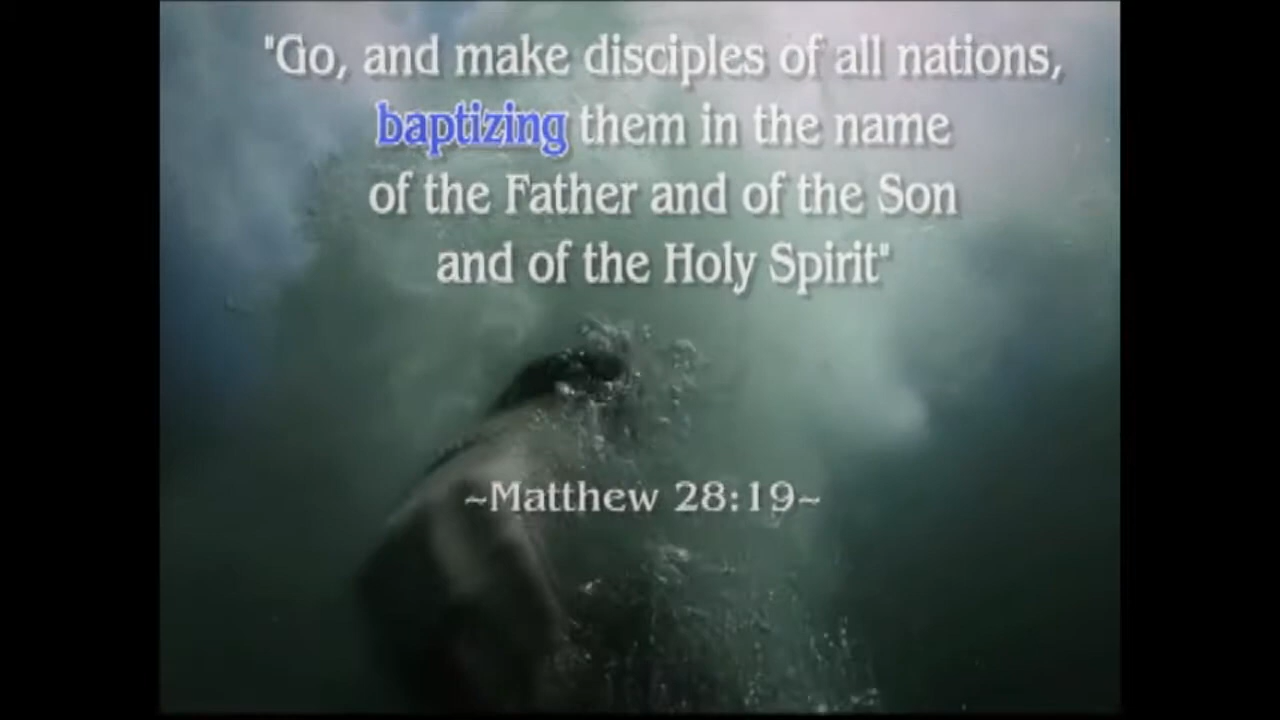 "Go, and make disciples of all nations,
baptizing them in the name
of the Father and of the Son
and of the Holy Spirit"
~Matthew 28:19~